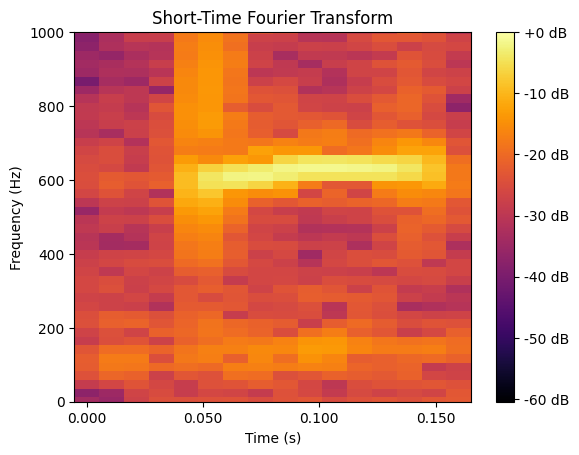 Short-Time Fourier Transform
Frequency (Hz)
1000
800
600
400
200
0
0.000
0.050
0.100
0.150
Time (s)
+0 dB
-10 dB
-20 dB
-30 dB
-40 dB
-50 dB
-60 dB